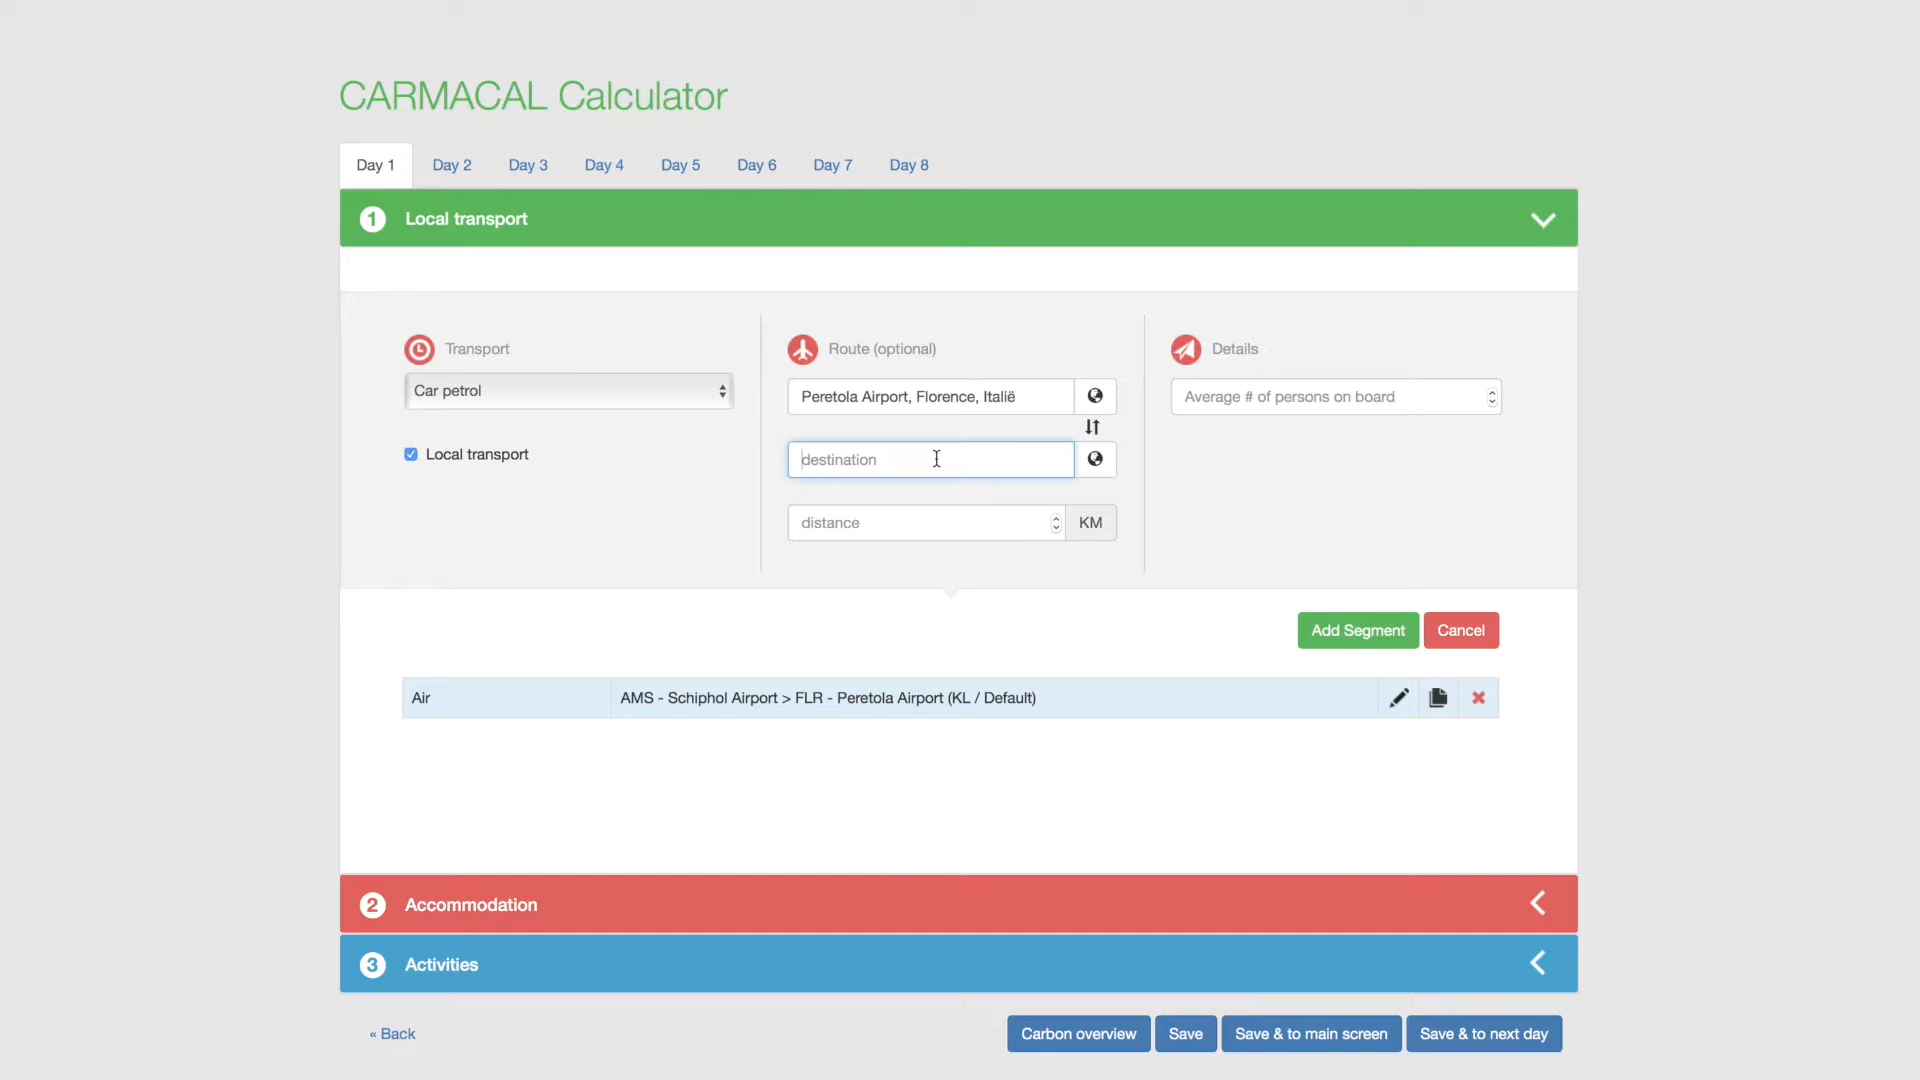 CARMACAL Calculator
Day 1 Day 2 Day 3 Day 4 Day 5 Day 6 Day 7 Day 8
1 Local transport
Transport
Car petrol
Local transport
Route (optional)
Peretola Airport, Florence, Italië
destination
distance KM
Details
Average # of persons on board
Add Segment Cancel
Air AMS - Schiphol Airport > FLR - Peretola Airport (KL / Default)
2 Accommodation
3 Activities
« Back Carbon overview Save Save & to main screen Save & to next day